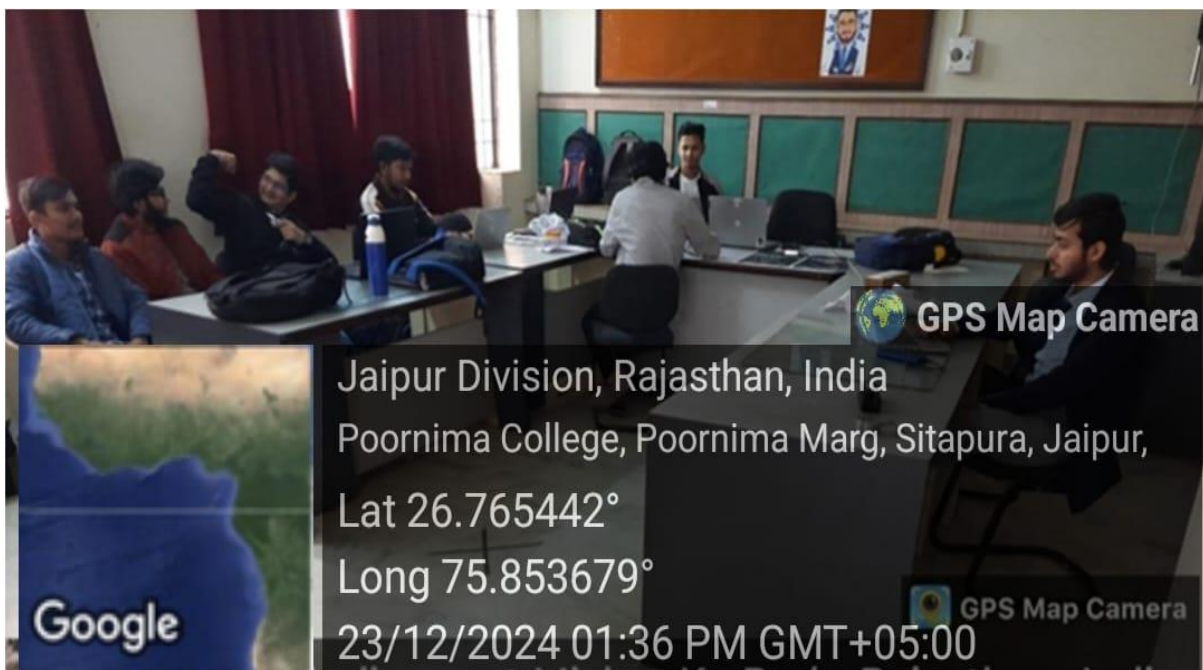 GPS Map Camera
Jaipur Division, Rajasthan, India
Poornima College, Poornima Marg, Sitapura, Jaipur,
Lat 26.765442°
Long 75.853679°
GPS Map Camera
23/12/2024 01:36 PM GMT+05:00
Google